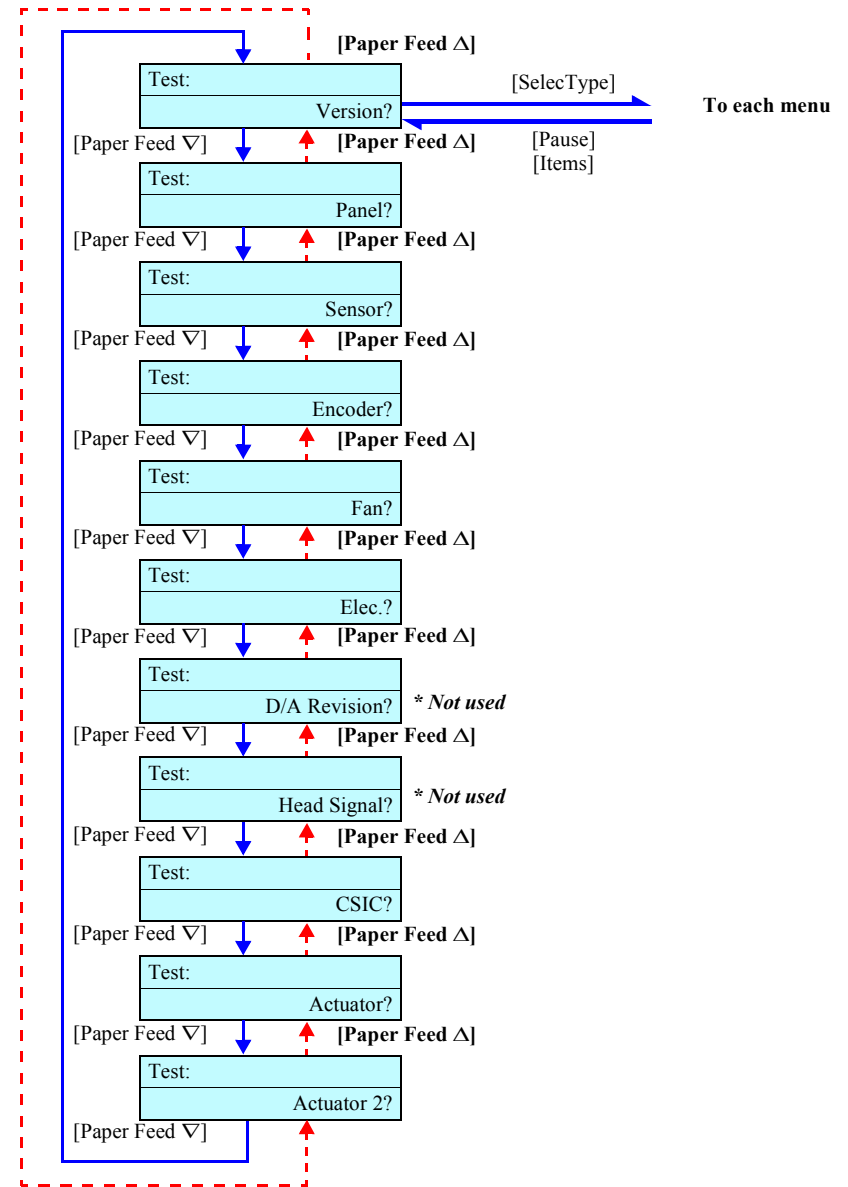 [Paper Feed Δ]
Test:
[SelecType]
Version?
To each menu
[Paper Feed ∇]
[Paper Feed Δ]
[Pause]
[Items]
Test:
Panel?
[Paper Feed ∇]
[Paper Feed Δ]
Test:
Sensor?
[Paper Feed ∇]
[Paper Feed Δ]
Test:
Encoder?
[Paper Feed ∇]
[Paper Feed Δ]
Test:
Fan?
[Paper Feed ∇]
[Paper Feed Δ]
Test:
Elec.?
[Paper Feed ∇]
[Paper Feed Δ]
Test:
D/A Revision?
* Not used
[Paper Feed ∇]
[Paper Feed Δ]
Test:
Head Signal?
* Not used
[Paper Feed ∇]
[Paper Feed Δ]
Test:
CSIC?
[Paper Feed ∇]
[Paper Feed Δ]
Test:
Actuator?
[Paper Feed ∇]
[Paper Feed Δ]
Test:
Actuator 2?
[Paper Feed ∇]